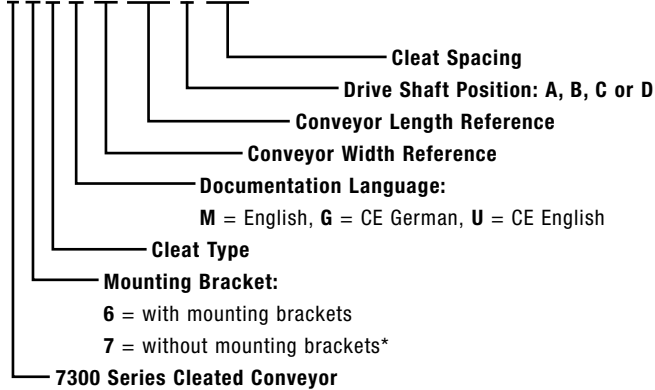 Cleat Spacing
Drive Shaft Position: A, B, C or D
Conveyor Length Reference
Conveyor Width Reference
Documentation Language:
M = English, G = CE German, U = CE English
Cleat Type
Mounting Bracket:
6 = with mounting brackets
7 = without mounting brackets*
7300 Series Cleated Conveyor